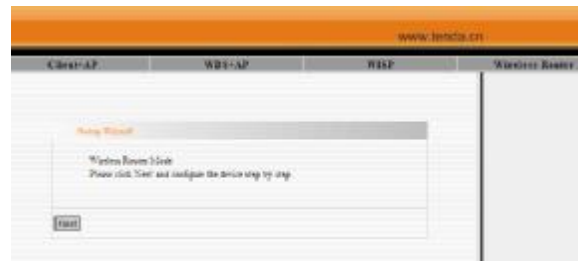 www.tenda.cn
Client+AP WDS+AP WISP Wireless Router
Setup Wizard
Wireless Router Mode
Please click 'Next' and configure the device step by step.
Next